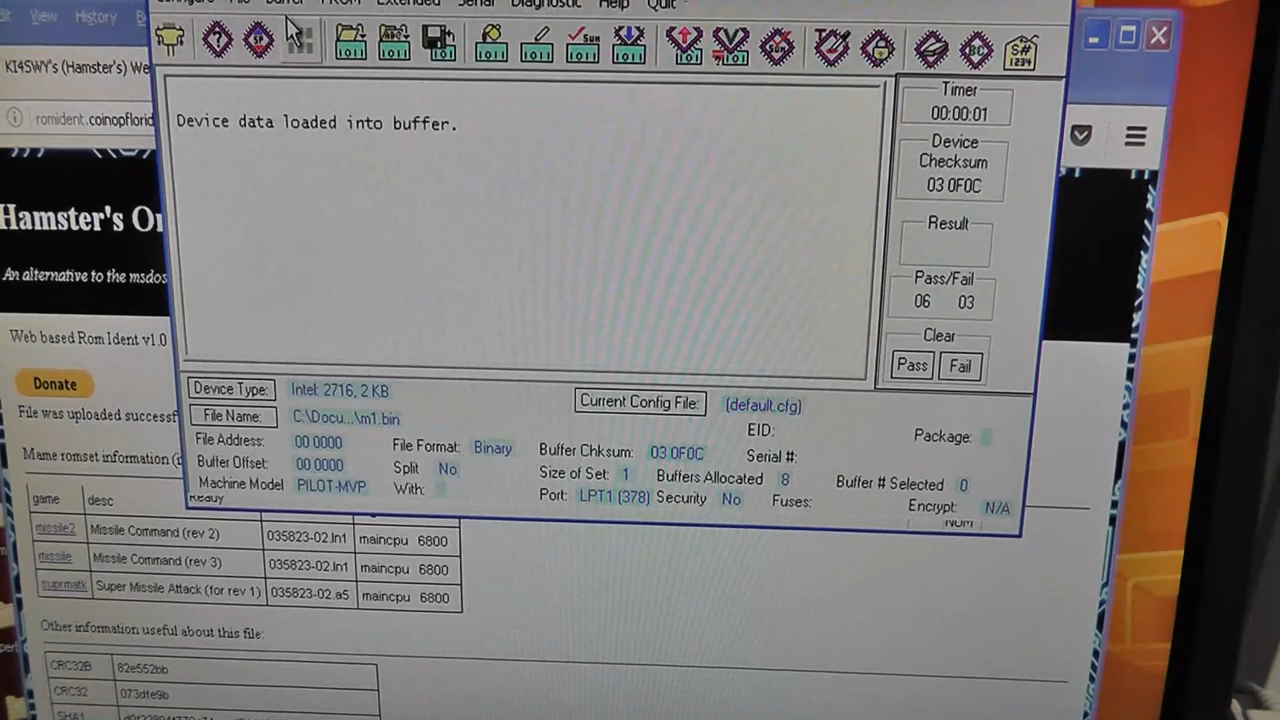 Configure File Buffer PROM Extended Serial Diagnostic Help Quit
View History
KI4SWY's (Hamster's) We
romident.coinopflorid
Hamster's On
An alternative to the msdos
Web based Rom Ident v1.0
Donate
File was uploaded successf
Mame romset information (i
Device data loaded into buffer.
Timer
00:00:01
Device
Checksum
03 0F0C
Result
Pass/Fail
06 03
Clear
Pass Fail
Device Type: Intel: 2716, 2 KB
File Name: C:\Docu...\m1.bin
Current Config File: (default.cfg)
File Address: 00 0000
File Format: Binary
Buffer Chksum: 03 0F0C
EID:
Serial #:
Package:
Buffer Offset: 00 0000
Split No
Size of Set: 1
Buffers Allocated 8
Buffer # Selected 0
Machine Model PILOT-MVP
With:
Port: LPT1 (378)
Security No
Fuses:
Encrypt: N/A
Ready
NUM
game desc
missile2 Missile Command (rev 2) 035823-02.ln1 maincpu 6800
missile Missile Command (rev 3) 035823-02.ln1 maincpu 6800
suprmatk Super Missile Attack (for rev 1) 035823-02.a5 maincpu 6800
Other information useful about this file:
CRC32B 82e552bb
CRC32 073dfe9b
SHA1